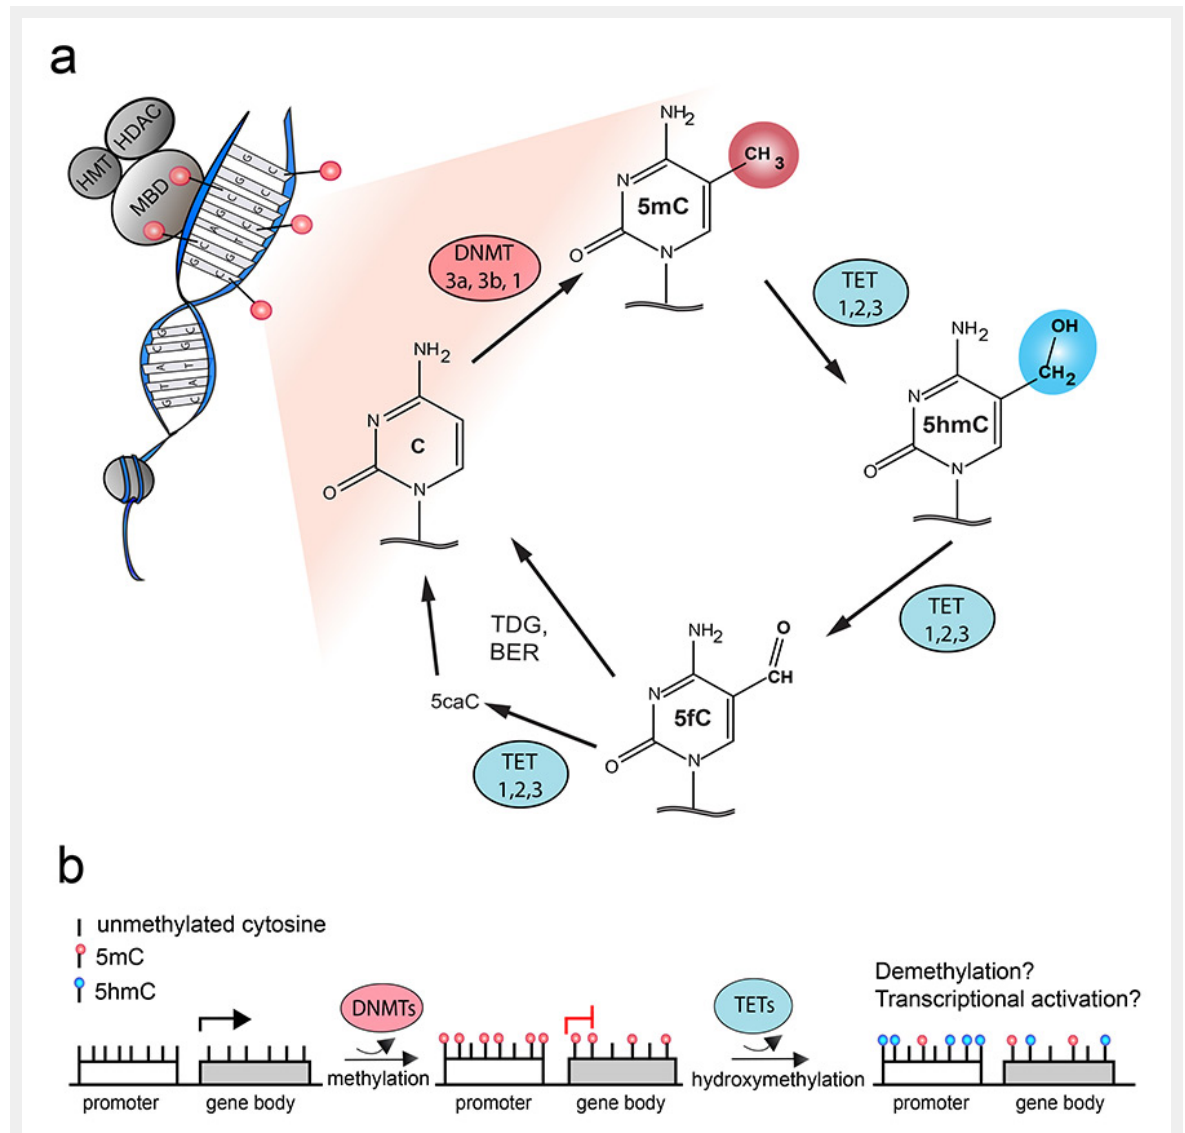 a
HDAC
HMT
MBD
G C
C G
G C
A T
C G
G C
C G
C G
A T
T A
G C
NH2
CH3
N
5mC
O
N
DNMT
3a, 3b, 1
TET
1,2,3
NH2
OH
CH2
N
5hmC
O
N
NH2
N
C
O
N
TET
1,2,3
TDG,
BER
NH2
O
CH
N
5fC
O
N
5caC
TET
1,2,3
b
unmethylated cytosine
5mC
5hmC
Demethylation?
Transcriptional activation?
DNMTs
TETs
methylation
hydroxymethylation
promoter gene body promoter gene body promoter gene body